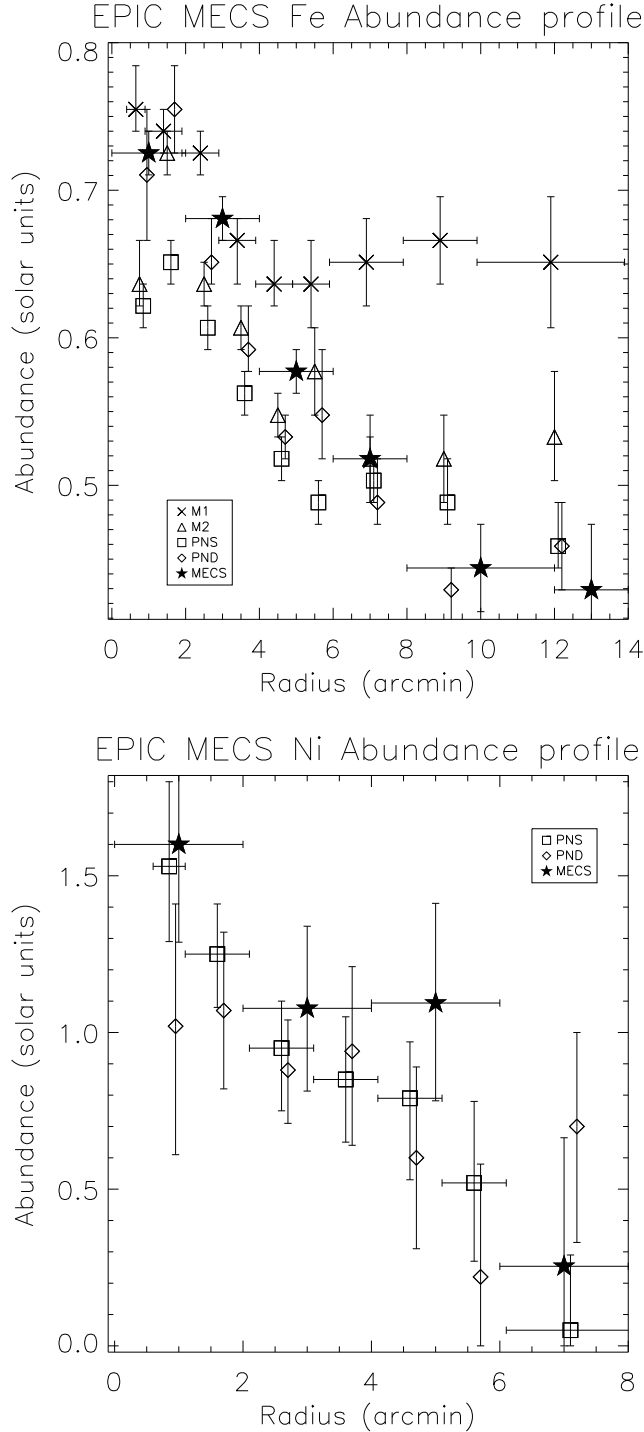 EPIC MECS Fe Abundance profile
0.8
0.7
0.6
0.5
Abundance (solar units)
M1
M2
PNS
PND
MECS
0 2 4 6 8 10 12 14
Radius (arcmin)
EPIC MECS Ni Abundance profile
1.5
1.0
0.5
0.0
Abundance (solar units)
PNS
PND
MECS
0 2 4 6 8
Radius (arcmin)